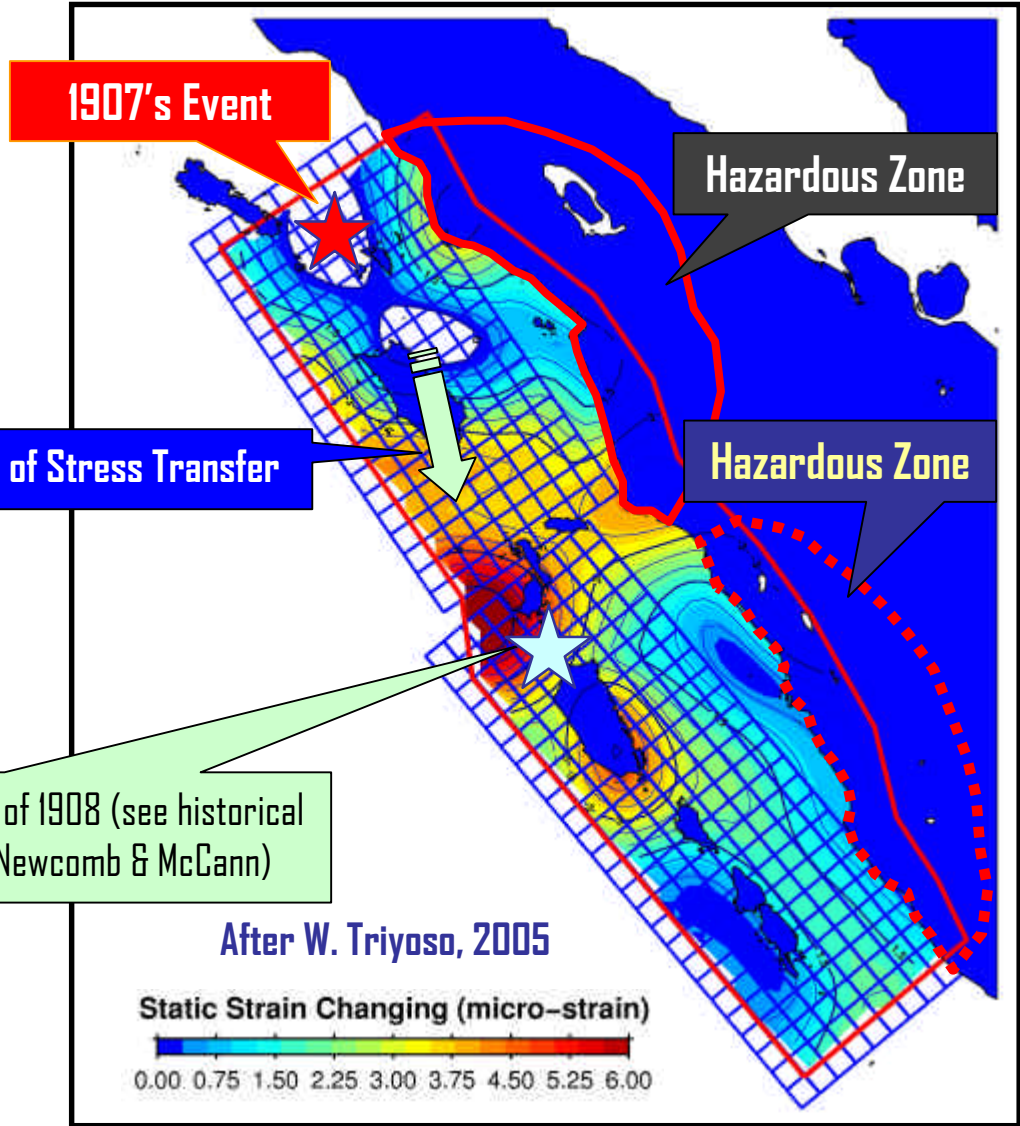 1907's Event
Hazardous Zone
of Stress Transfer
Hazardous Zone
of 1908 (see historical
Newcomb & McCann)
After W. Triyoso, 2005
Static Strain Changing (micro-strain)
0.00 0.75 1.50 2.25 3.00 3.75 4.50 5.25 6.00